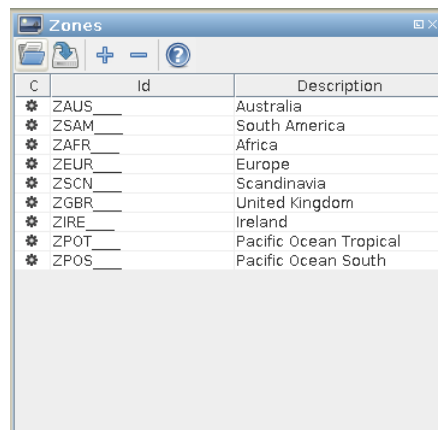 Zones
C Id Description
ZAUS___ Australia
ZSAM___ South America
ZAFR___ Africa
ZEUR___ Europe
ZSCN___ Scandinavia
ZGBR___ United Kingdom
ZIRE___ Ireland
ZPOT___ Pacific Ocean Tropical
ZPOS___ Pacific Ocean South